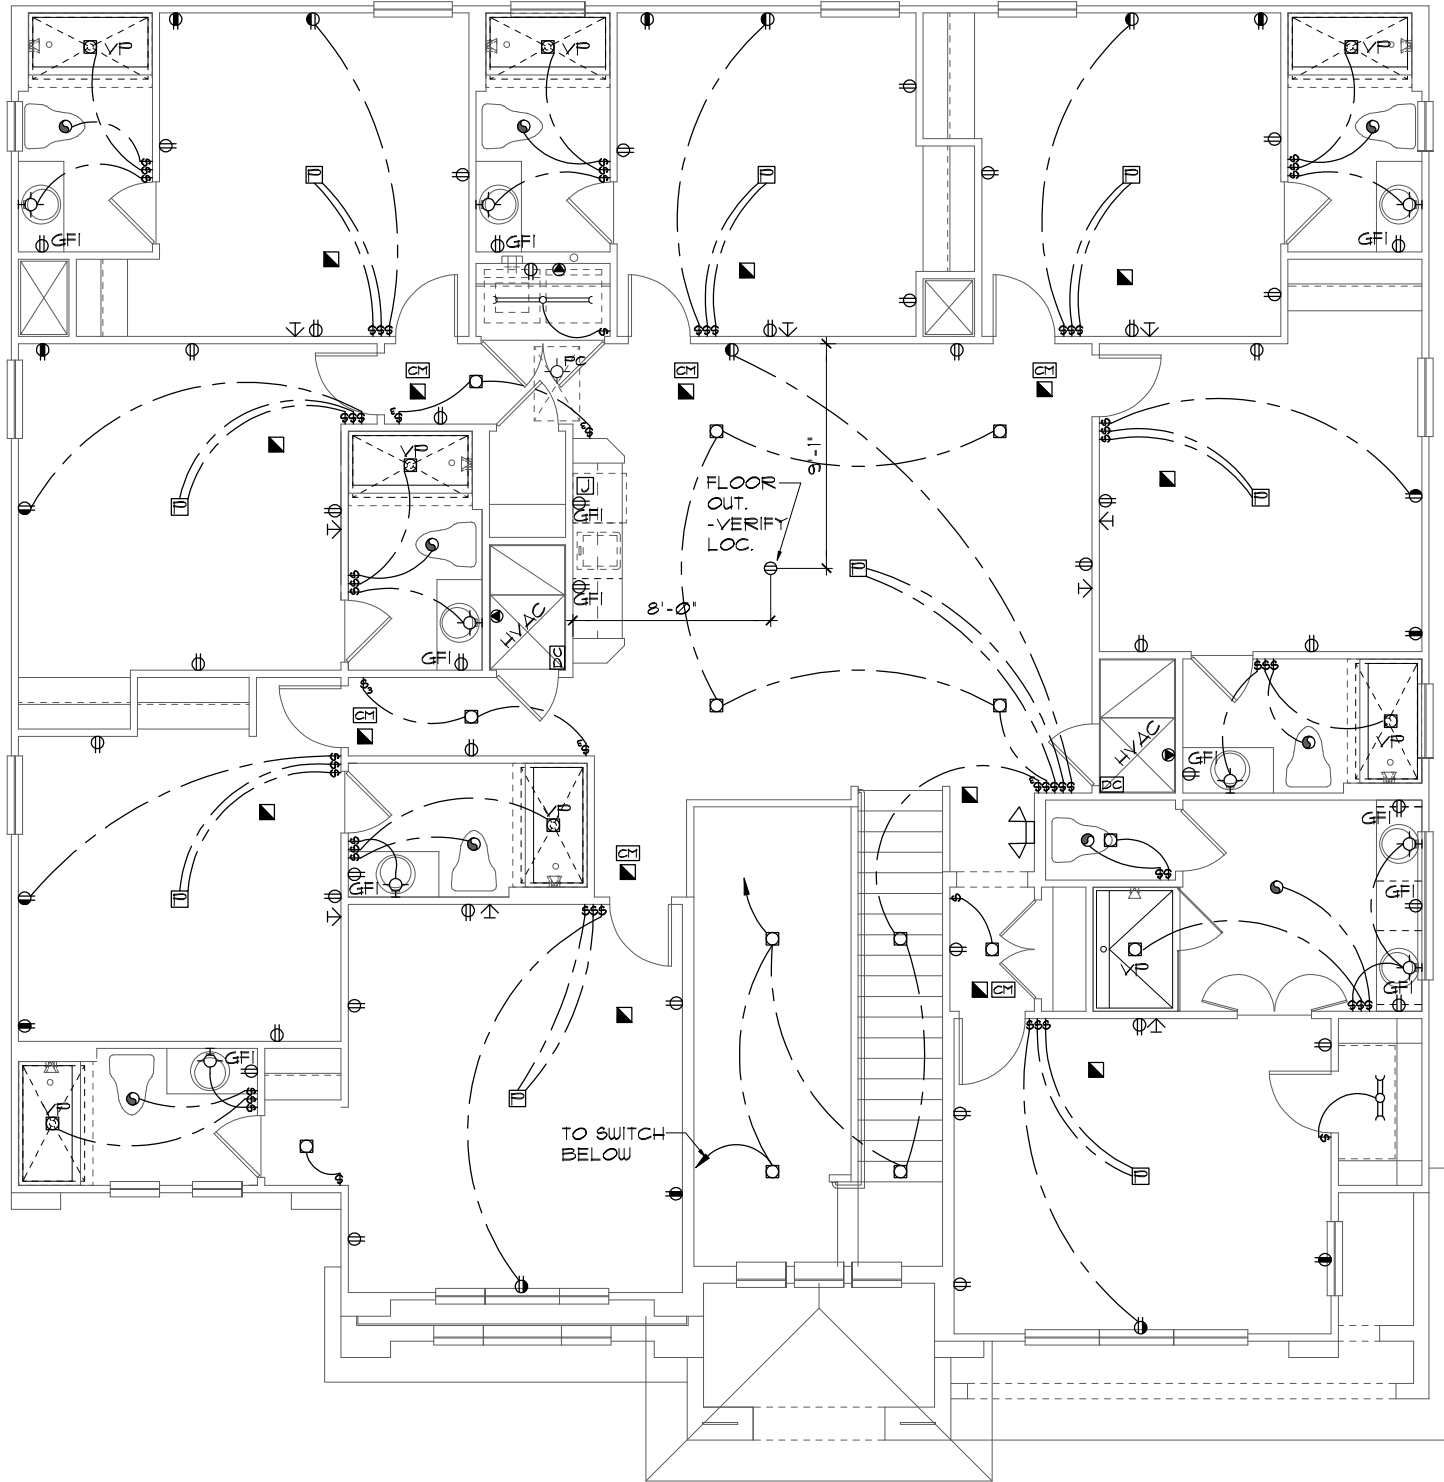 VP
VP
VP
GFI
GFI
GFI
PC
CM
CM
CM
VP
J
GFI
FLOOR
OUT.
-VERIFY
LOC.
9'-1"
GFI
8'-0"
HVAC
DC
GFI
CM
HVAC
DC
GFI
VP
VP
GFI
CM
GFI
GFI
VP
GFI
CM
GFI
VP
TO SWITCH
BELOW